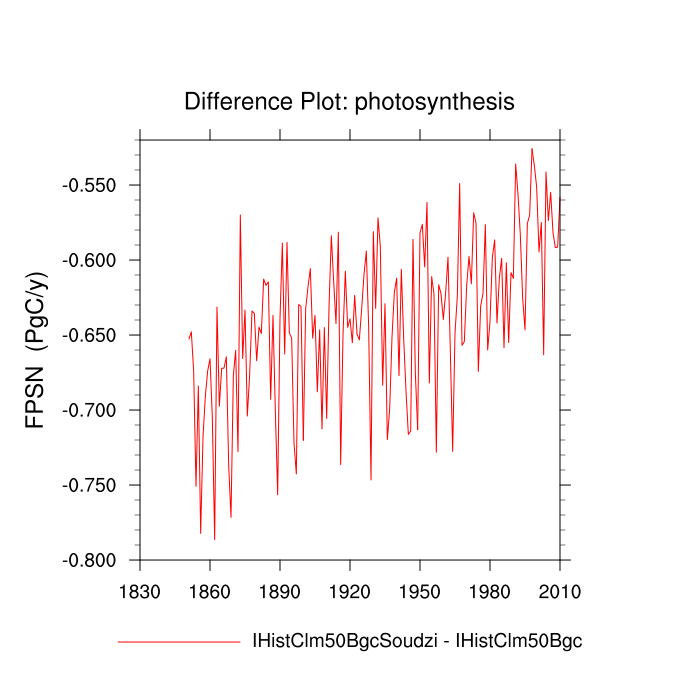 Difference Plot: photosynthesis
FPSN (PgC/y)
-0.550
-0.600
-0.650
-0.700
-0.750
-0.800
1830 1860 1890 1920 1950 1980 2010
IHistClm50BgcSoudzi - IHistClm50Bgc